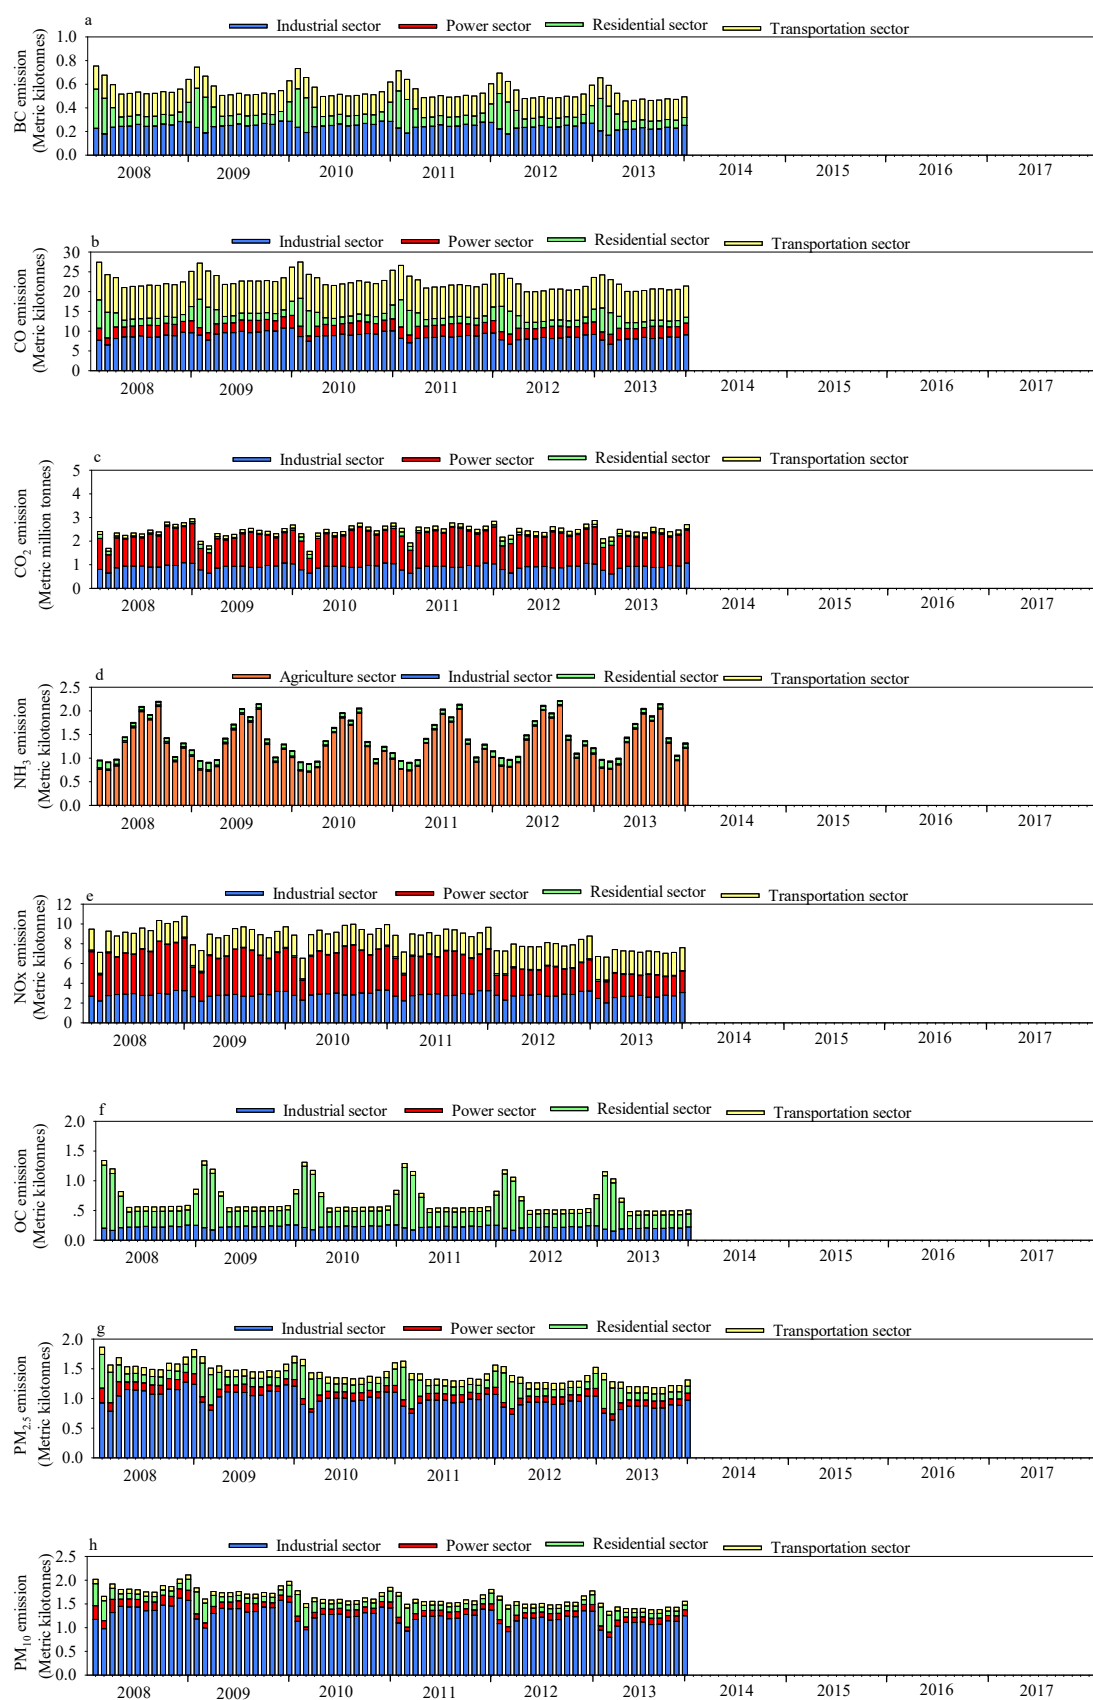 a
Industrial sector Power sector Residential sector Transportation sector
BC emission
(Metric kilotonnes)
1.0
0.8
0.6
0.4
0.2
0.0
2008 2009 2010 2011 2012 2013 2014 2015 2016 2017
b
Industrial sector Power sector Residential sector Transportation sector
CO emission
(Metric kilotonnes)
30
25
20
15
10
5
0
2008 2009 2010 2011 2012 2013 2014 2015 2016 2017
c
Industrial sector Power sector Residential sector Transportation sector
CO2 emission
(Metric million tonnes)
5
4
3
2
1
0
2008 2009 2010 2011 2012 2013 2014 2015 2016 2017
d
Agriculture sector Industrial sector Residential sector Transportation sector
NH3 emission
(Metric kilotonnes)
2.5
2.0
1.5
1.0
0.5
0.0
2008 2009 2010 2011 2012 2013 2014 2015 2016 2017
e
Industrial sector Power sector Residential sector Transportation sector
NOx emission
(Metric kilotonnes)
12
10
8
6
4
2
0
2008 2009 2010 2011 2012 2013 2014 2015 2016 2017
f
Industrial sector Power sector Residential sector Transportation sector
OC emission
(Metric kilotonnes)
2.0
1.5
1.0
.5
0.0
2008 2009 2010 2011 2012 2013 2014 2015 2016 2017
g
Industrial sector Power sector Residential sector Transportation sector
PM2.5 emission
(Metric kilotonnes)
2.0
1.5
1.0
0.5
0.0
2008 2009 2010 2011 2012 2013 2014 2015 2016 2017
h
Industrial sector Power sector Residential sector Transportation sector
PM10 emission
(Metric kilotonnes)
2.5
2.0
1.5
1.0
0.5
0.0
2008 2009 2010 2011 2012 2013 2014 2015 2016 2017